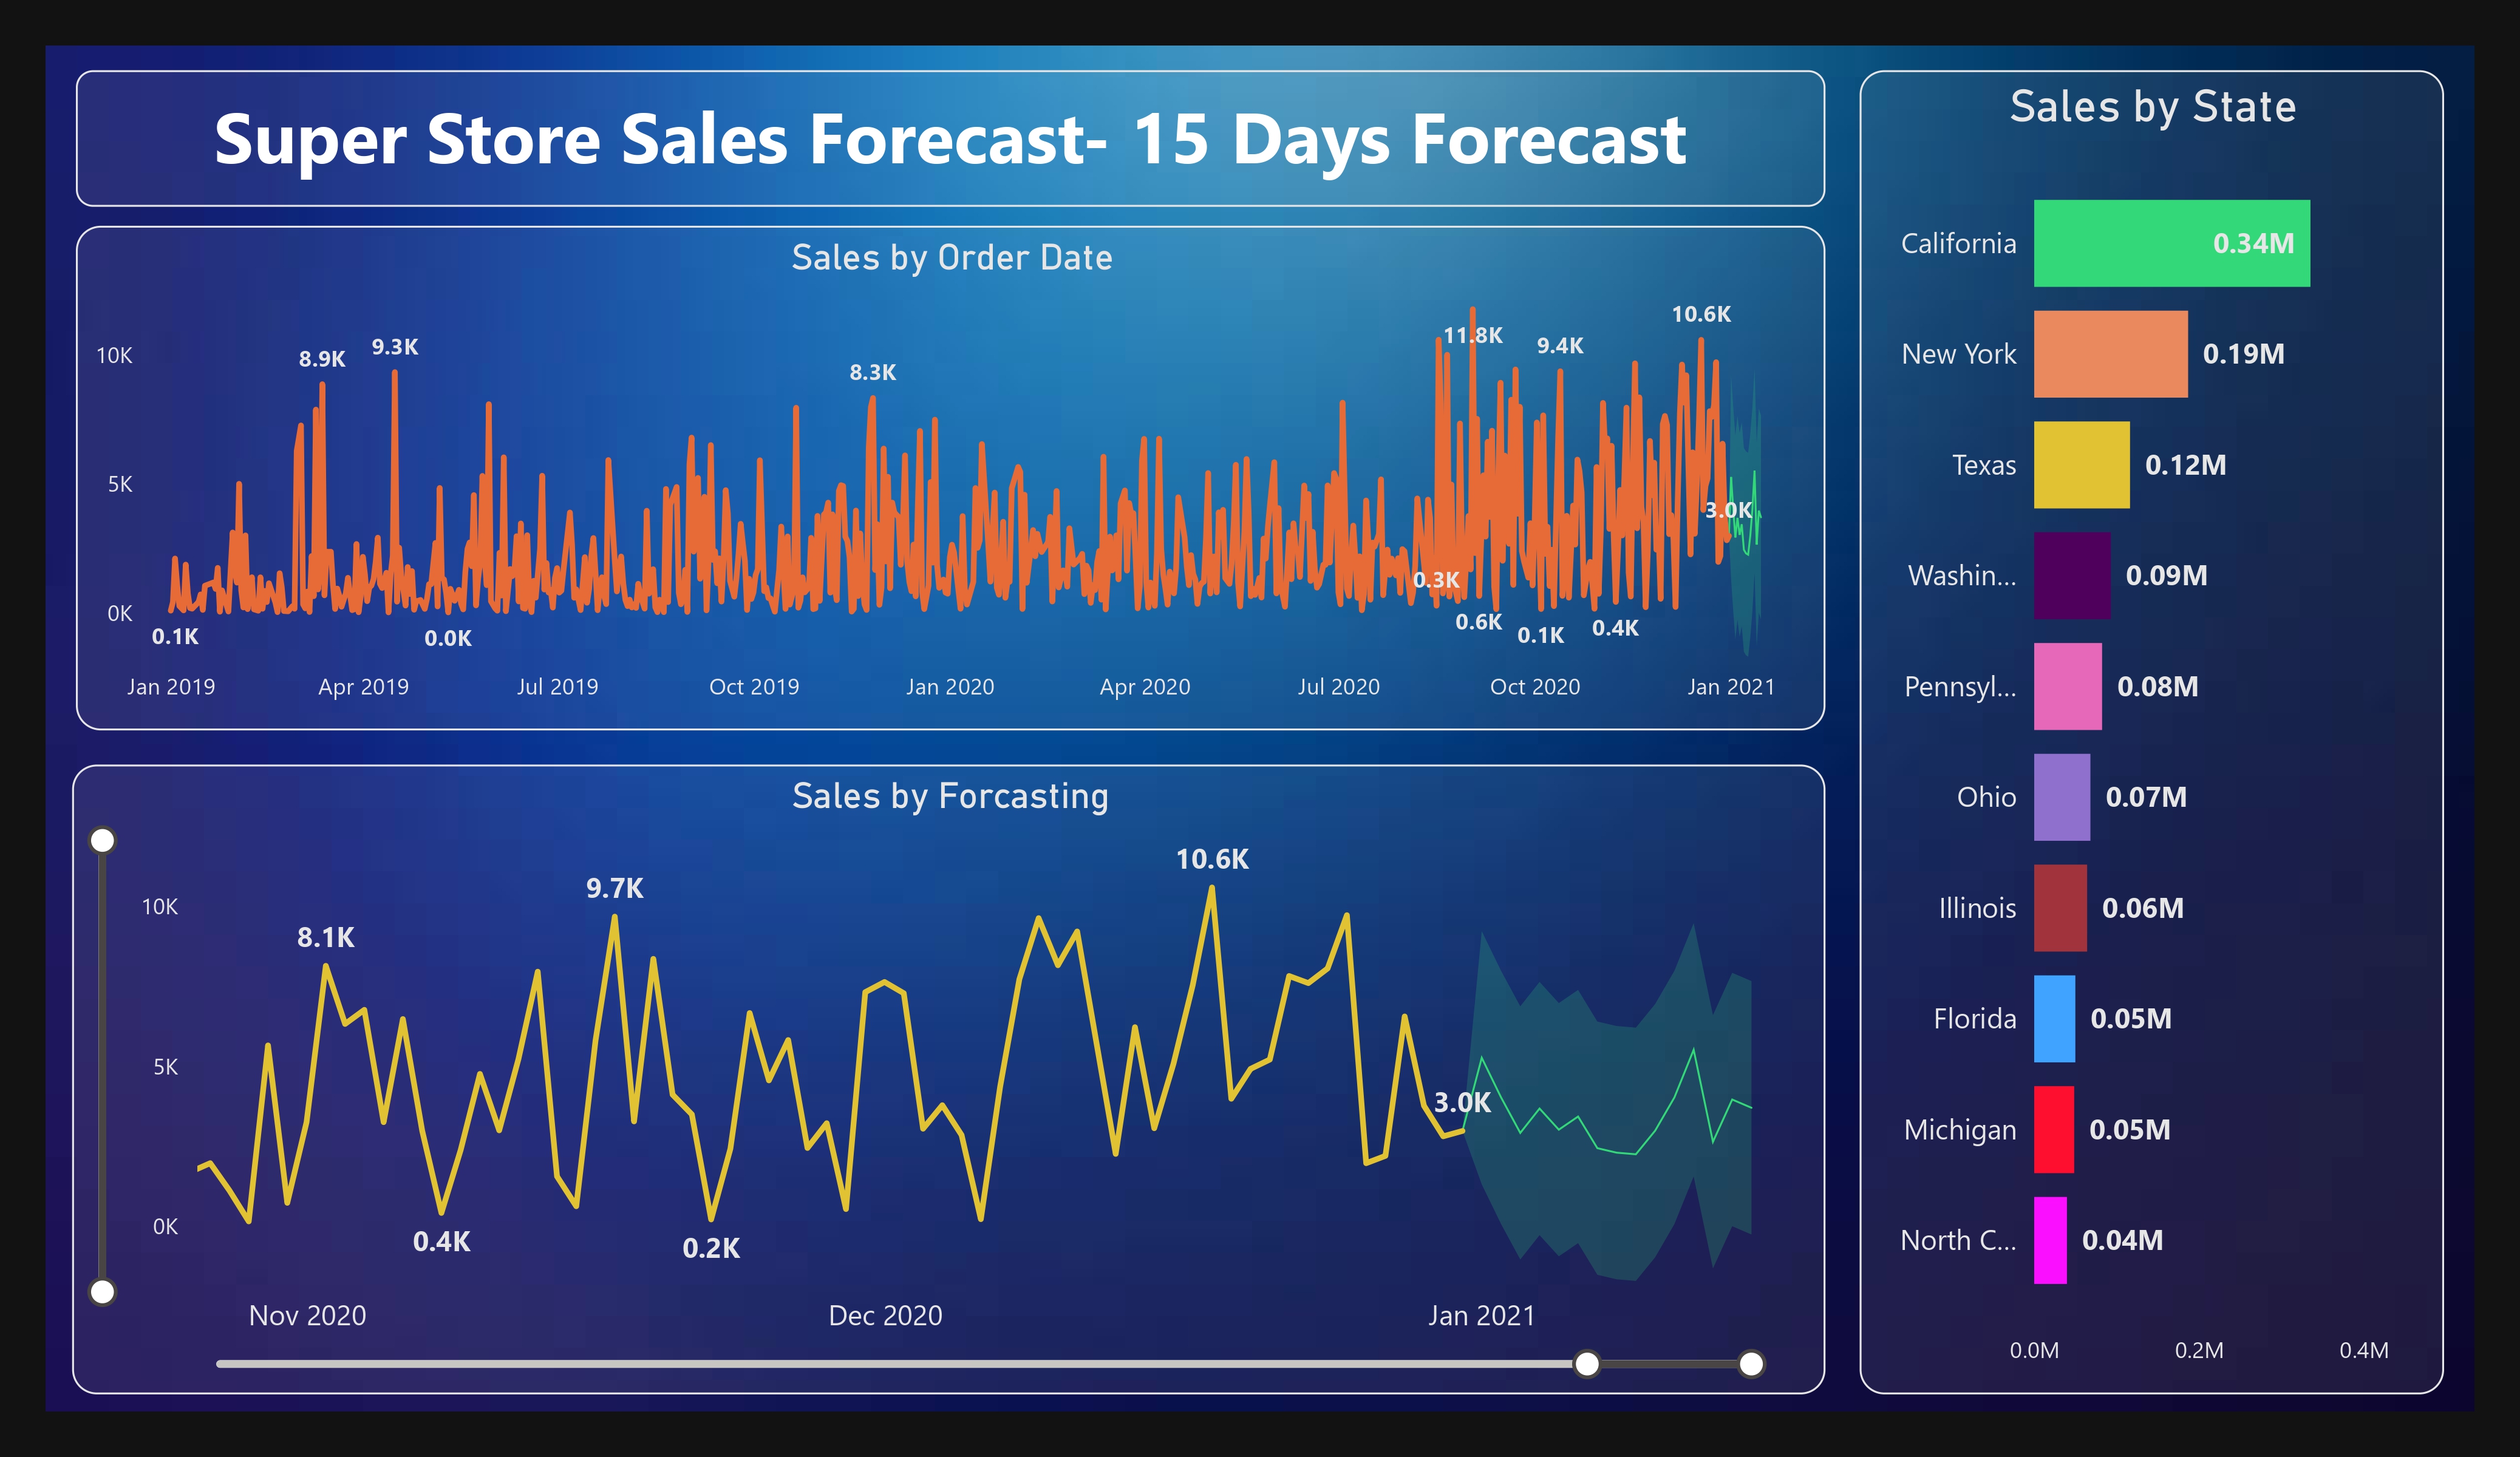 Super Store Sales Forecast- 15 Days Forecast
Sales by Order Date
10K
5K
0K
8.9K
9.3K
8.3K
11.8K
9.4K
10.6K
3.0K
0.3K
0.1K
0.0K
0.6K
0.1K
0.4K
Jan 2019
Apr 2019
Jul 2019
Oct 2019
Jan 2020
Apr 2020
Jul 2020
Oct 2020
Jan 2021
Sales by Forcasting
10K
5K
0K
8.1K
9.7K
10.6K
3.0K
0.4K
0.2K
Nov 2020
Dec 2020
Jan 2021
Sales by State
California 0.34M
New York 0.19M
Texas 0.12M
Washin... 0.09M
Pennsyl... 0.08M
Ohio 0.07M
Illinois 0.06M
Florida 0.05M
Michigan 0.05M
North C... 0.04M
0.0M 0.2M 0.4M